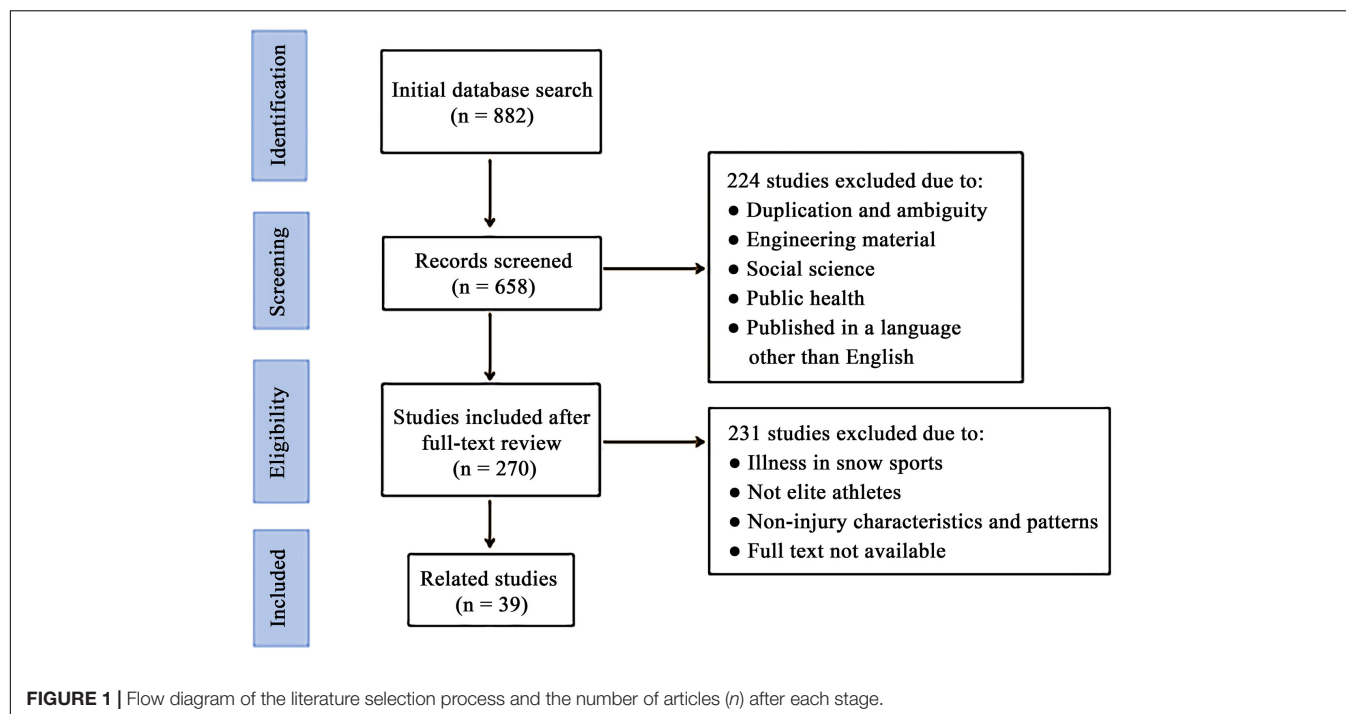 Identification
Initial database search
(n = 882)
224 studies excluded due to:
● Duplication and ambiguity
● Engineering material
● Social science
● Public health
● Published in a language
other than English
Screening
Records screened
(n = 658)
Eligibility
Studies included after
full-text review
(n = 270)
231 studies excluded due to:
● Illness in snow sports
● Not elite athletes
● Non-injury characteristics and patterns
● Full text not available
Included
Related studies
(n = 39)
FIGURE 1 | Flow diagram of the literature selection process and the number of articles (n) after each stage.